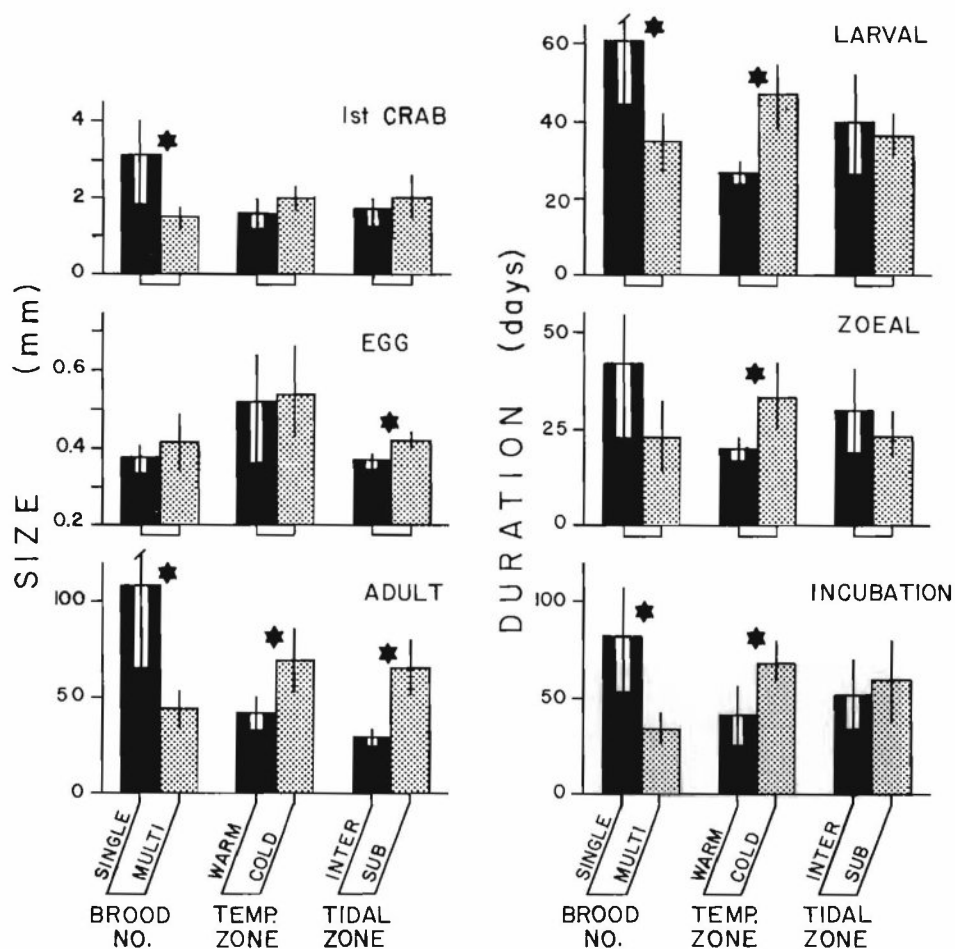 SIZE (mm)
1st CRAB
4
2
0
EGG
0.6
0.4
0.2
ADULT
100
50
0
SINGLE
MULTI
WARM
COLD
INTER
SUB
BROOD NO.
TEMP. ZONE
TIDAL ZONE
DURATION (days)
LARVAL
60
40
20
0
ZOEAL
50
25
0
INCUBATION
100
50
0
SINGLE
MULTI
WARM
COLD
INTER
SUB
BROOD NO.
TEMP. ZONE
TIDAL ZONE